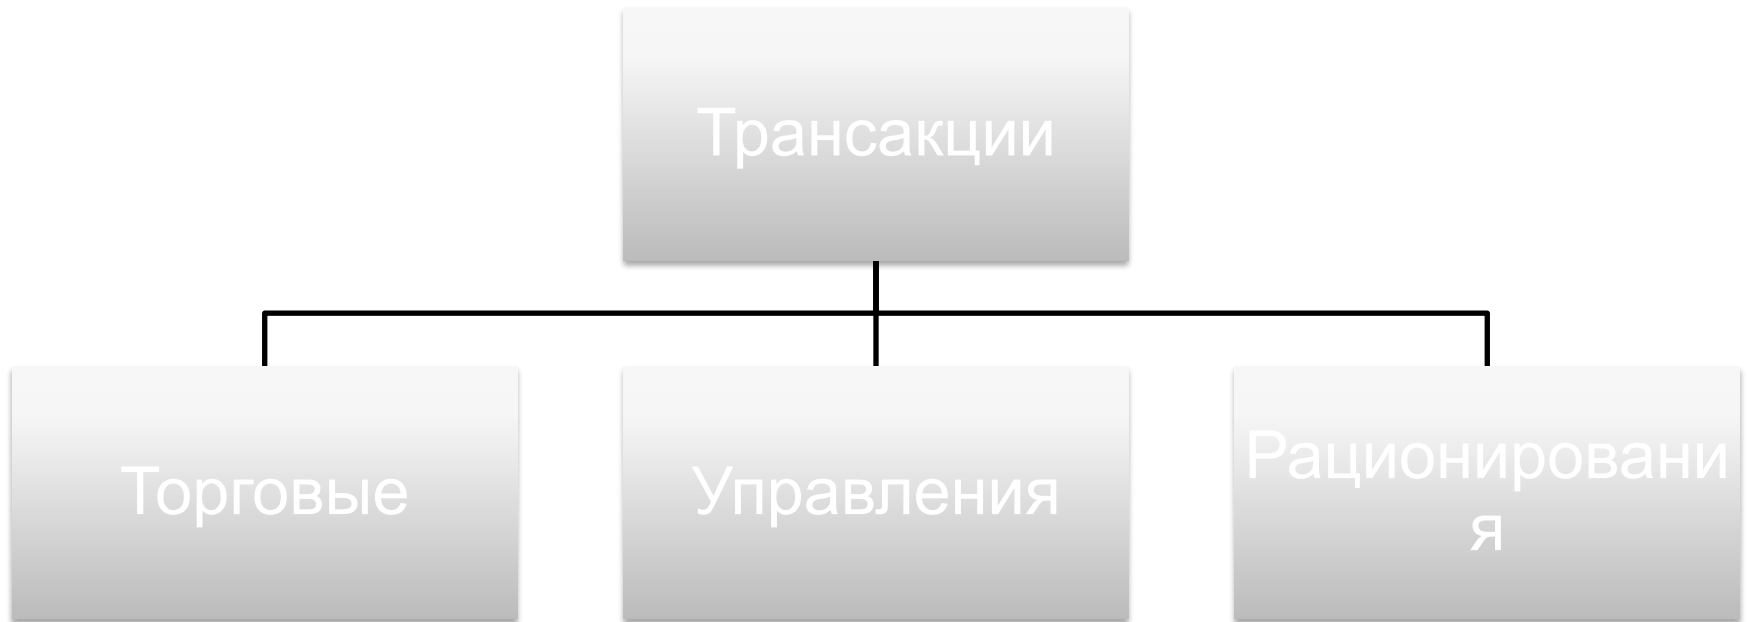 Трансакции
Торговые
Управления
Рационировани
я